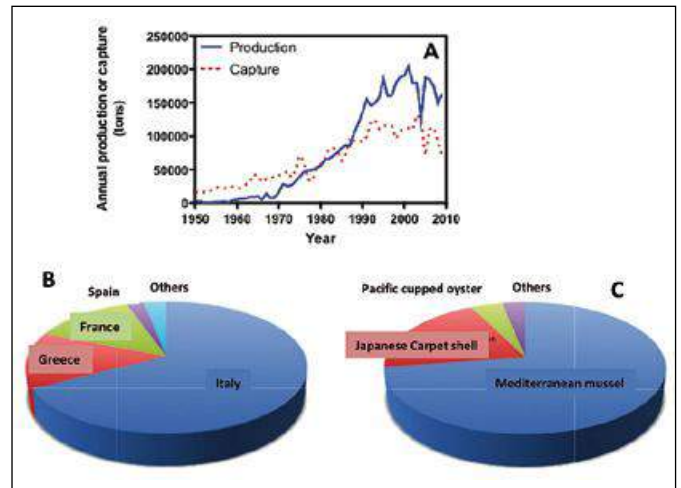 250000
200000
150000
100000
50000
0
Annual production or capture
(tons)
Production
Capture
A
1950 1960 1970 1980 1990 2000 2010
Year
B
Spain
Others
France
Greece
Italy
Pacific cupped oyster
Others
C
Japanese Carpet shell
Mediterranean mussel